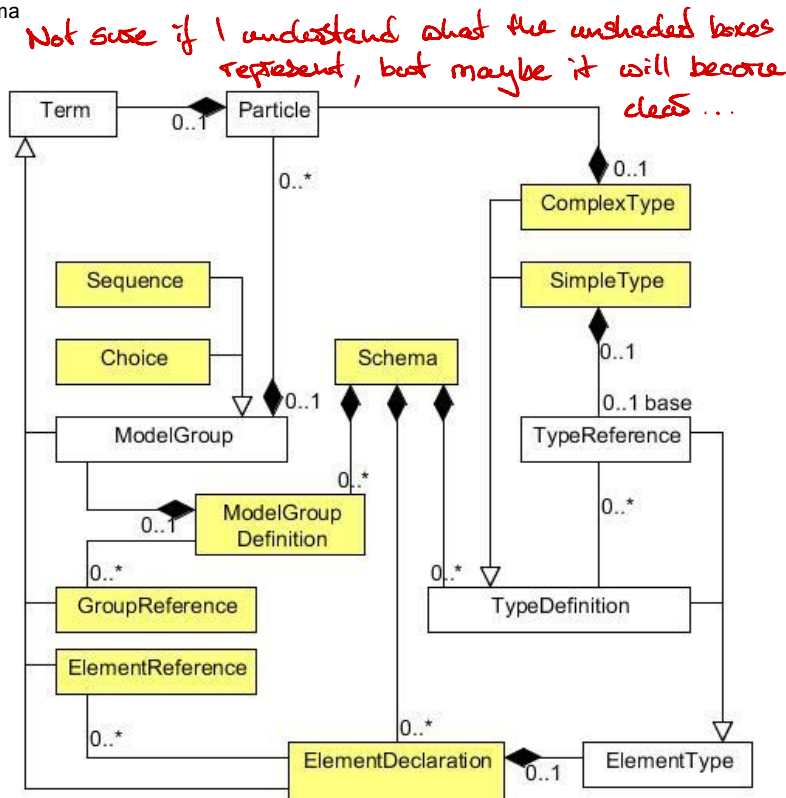 ma
Not sure if I understand what the unshaded boxes
represent, but maybe it will become
clear ...
Term
0..1
Particle
0..*
0..1
ComplexType
Sequence
SimpleType
0..1
Choice
Schema
0..1
0..1 base
ModelGroup
TypeReference
0..*
0..*
0..1
ModelGroup
Definition
0..*
0..*
GroupReference
TypeDefinition
ElementReference
0..*
0..*
ElementDeclaration
0..1
ElementType